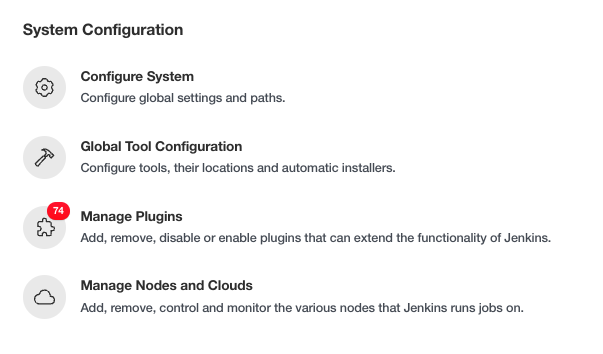 System Configuration
Configure System
Configure global settings and paths.
Global Tool Configuration
Configure tools, their locations and automatic installers.
74
Manage Plugins
Add, remove, disable or enable plugins that can extend the functionality of Jenkins.
Manage Nodes and Clouds
Add, remove, control and monitor the various nodes that Jenkins runs jobs on.